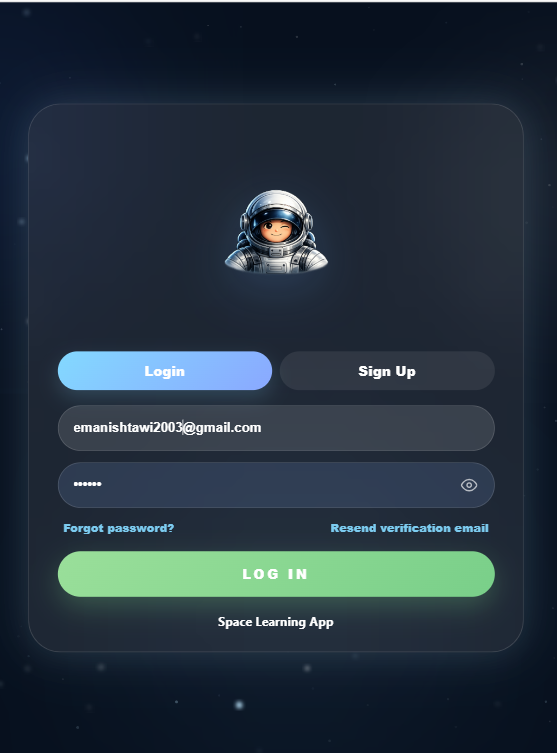 Login
Sign Up
emanishtawi2003@gmail.com
••••••
Forgot password?
Resend verification email
LOG IN
Space Learning App